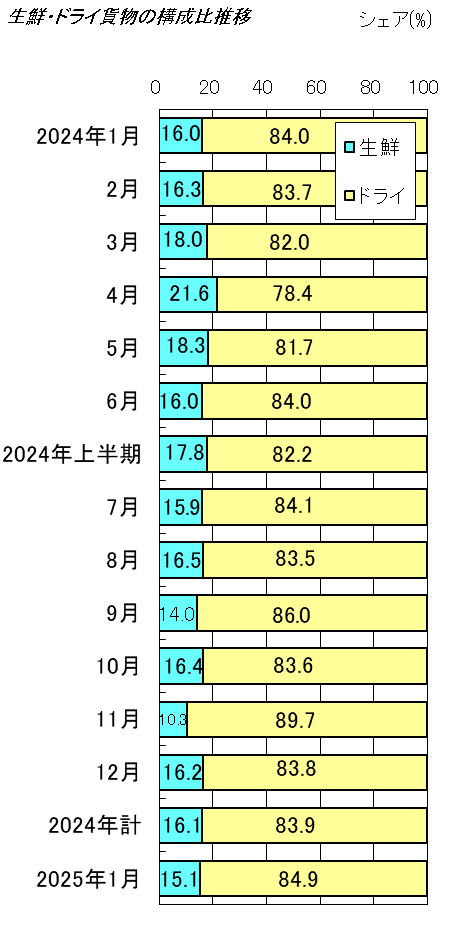 生鮮・ドライ貨物の構成比推移
シェア(%)
0 20 40 60 80 100
生鮮
ドライ
2024年1月 16.0 84.0
2月 16.3 83.7
3月 18.0 82.0
4月 21.6 78.4
5月 18.3 81.7
6月 16.0 84.0
2024年上半期 17.8 82.2
7月 15.9 84.1
8月 16.5 83.5
9月 14.0 86.0
10月 16.4 83.6
11月 10.3 89.7
12月 16.2 83.8
2024年計 16.1 83.9
2025年1月 15.1 84.9